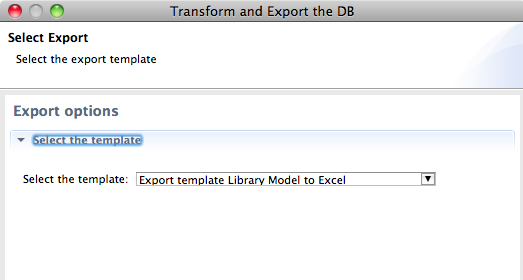 Transform and Export the DB
Select Export
Select the export template
Export options
Select the template
Select the template: Export template Library Model to Excel